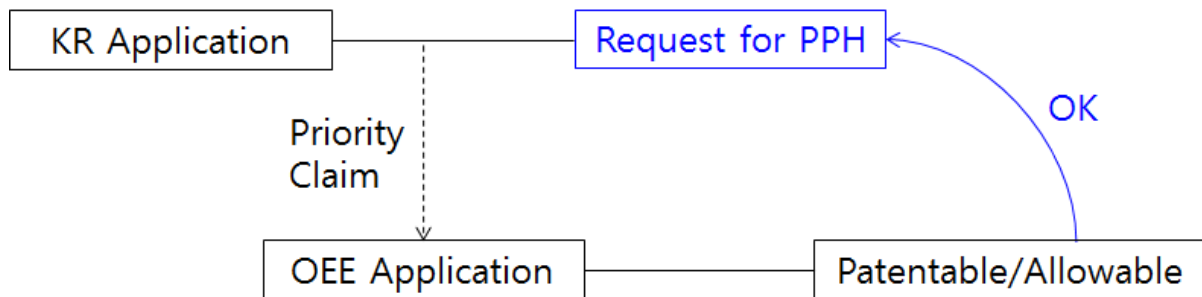 KR Application
Request for PPH
OK
Priority
Claim
OEE Application
Patentable/Allowable